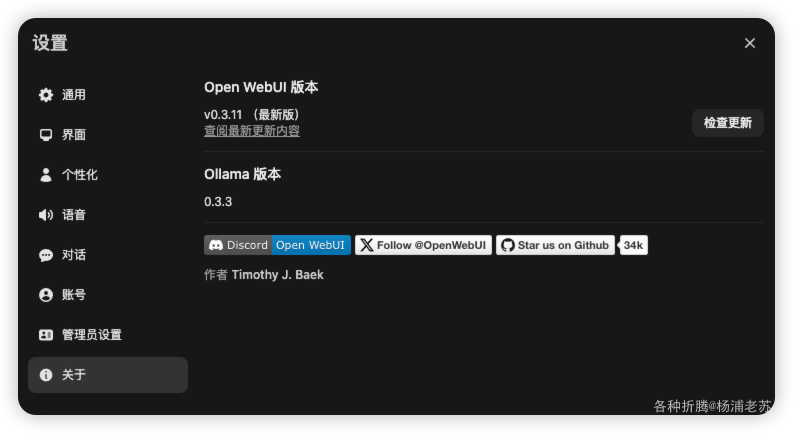 设置
通用
界面
个性化
语音
对话
账号
管理员设置
关于
Open WebUI 版本
v0.3.11 （最新版）
查阅最新更新内容
检查更新
Ollama 版本
0.3.3
Discord Open WebUI Follow @OpenWebUI Star us on Github 34k
作者 Timothy J. Baek
各种折腾@杨浦老苏